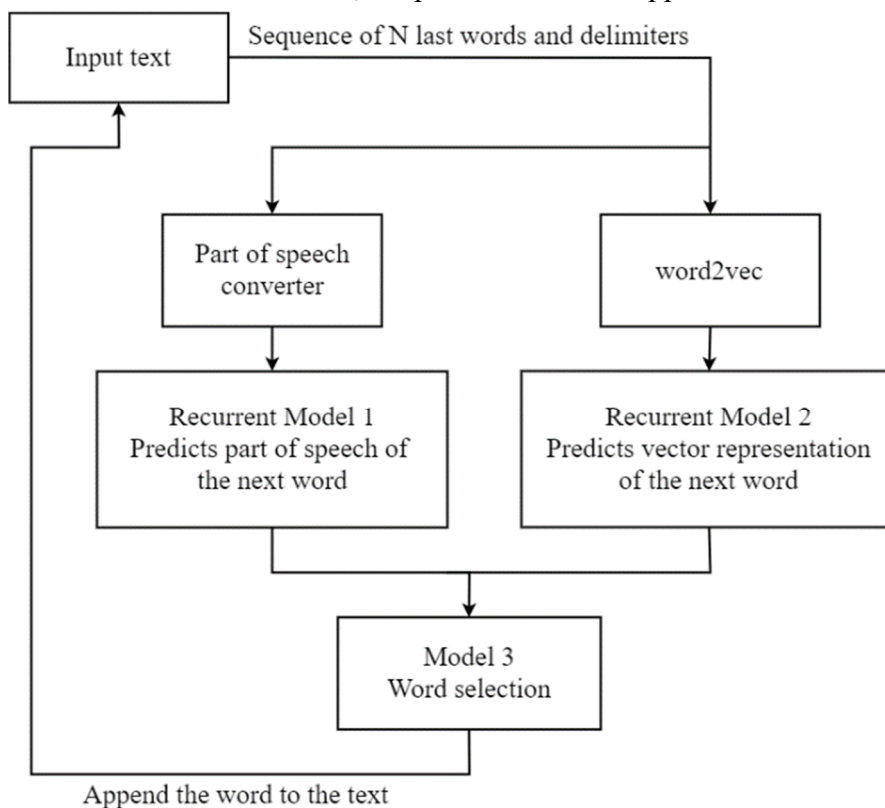 Input text
Sequence of N last words and delimiters
Part of speech
converter
word2vec
Recurrent Model 1
Predicts part of speech of
the next word
Recurrent Model 2
Predicts vector representation
of the next word
Model 3
Word selection
Append the word to the text